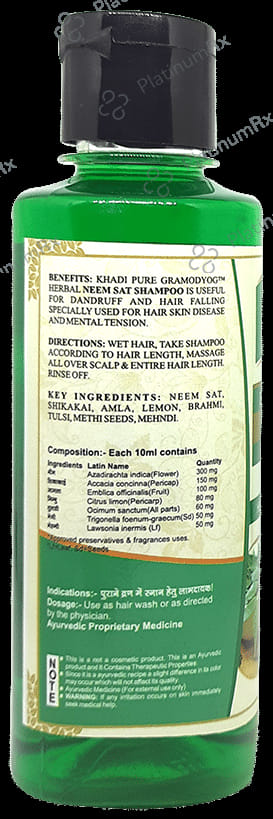 PlatinumRx
BENEFITS: KHADI PURE GRAMODYOG™
HERBAL NEEM SAT SHAMPOO IS USEFUL
FOR DANDRUFF AND HAIR FALLING
SPECIALLY USED FOR HAIR SKIN DISEASE
AND MENTAL TENSION.
DIRECTIONS: WET HAIR, TAKE SHAMPOO
ACCORDING TO HAIR LENGTH, MASSAGE
ALL OVER SCALP & ENTIRE HAIR LENGTH.
RINSE OFF.
KEY INGREDIENTS: NEEM SAT,
SHIKAKAI, AMLA, LEMON, BRAHMI,
TULSI, METHI SEEDS, MEHNDI.
Composition:- Each 10ml contains
Ingredients Latin Name Quantity
नीम Azadiraichta indica(Flower) 300 mg
शिकाकाई Accacia concinna(Pericap) 150 mg
आमला Emblica officinalis(Fruit) 100 mg
Citrus limon(Pericarp) 80 mg
तुलसी Ocimum sanctum(All parts) 60 mg
मेथी Trigonella foenum-graecum(Sd) 50 mg
मेहंदी Lawsonia inermis (Lf) 50 mg
Approved preservatives & fragrances uses.
Sd=Seeds
Indications:- पुराने व्रण में स्नान हेतु लाभदायक।
Dosage:- Use as hair wash or as directed
by the physician.
Ayurvedic Proprietary Medicine
NOTE
• This is a not a cosmetic product. This is an Ayurvedic
product and it Contains Therapeutic Properties
• Since it is a ayurvedic recipe a slight difference in its color
may occur which will not affect its quality.
• Ayurvedic Medicine (For external use only)
• WARNING: If any irritation occurs on skin immediately
seek medical help.